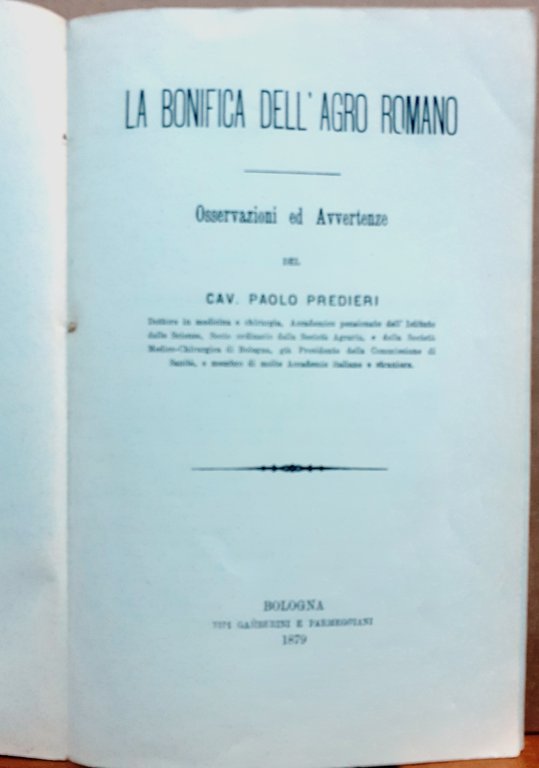 LA BONIFICA DELL' AGRO ROMANO
Osservazioni ed Avvertenze
DEL
CAV. PAOLO PREDIERI
Dottore in medicina e chirurgia, Accademico pensionato dell' Istituto
delle Scienze, Socio ordinario della Società Agraria, e della Società
Medico-Chirurgica di Bologna, già Presidente della Commissione di
Sanità, e membro di molte Accademie italiane e straniere.
BOLOGNA
TIPI GAMBERINI E PARMEGGIANI
1879